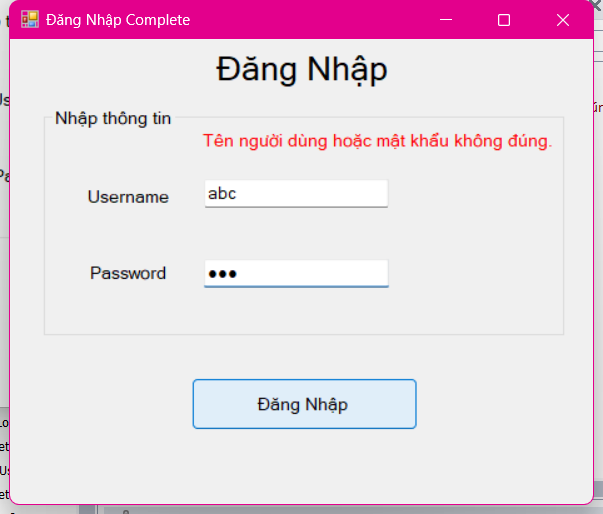 Đăng Nhập Complete
Đăng Nhập
Nhập thông tin
Tên người dùng hoặc mật khẩu không đúng.
Username
abc
Password
•••
Đăng Nhập